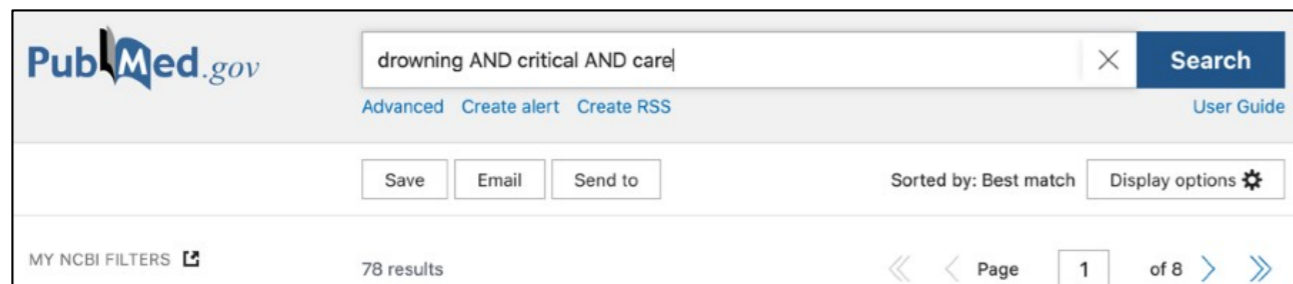 PubMed.gov
drowning AND critical AND care
Search
Advanced Create alert Create RSS
User Guide
Save Email Send to
Sorted by: Best match Display options
MY NCBI FILTERS
78 results
Page 1 of 8